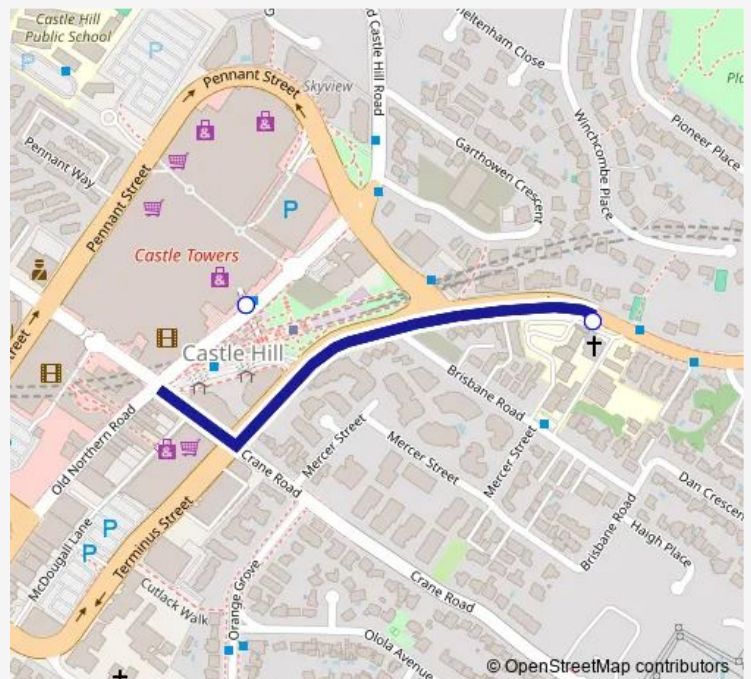 Castle Hill
Public School
P
P
P
Pennant Street
Skyview
d Castle Hill Road
heltenham Close
Winchcombe Place
Pioneer Place
Garthowen Crescent
Pennant Way
Pennant Street
P
Castle Towers
Castle Hill
Old Northern Road
Brisbane Road
Mercer Street
Mercer Street
Mercer Street
Crane Road
Dan Crescen
Haigh Place
Brisbane Road
McDougall Lane
P
P
Terminus Street
Cutlack Walk
Orange Grove
Crane Road
Olola Avenue
© OpenStreetMap contributors